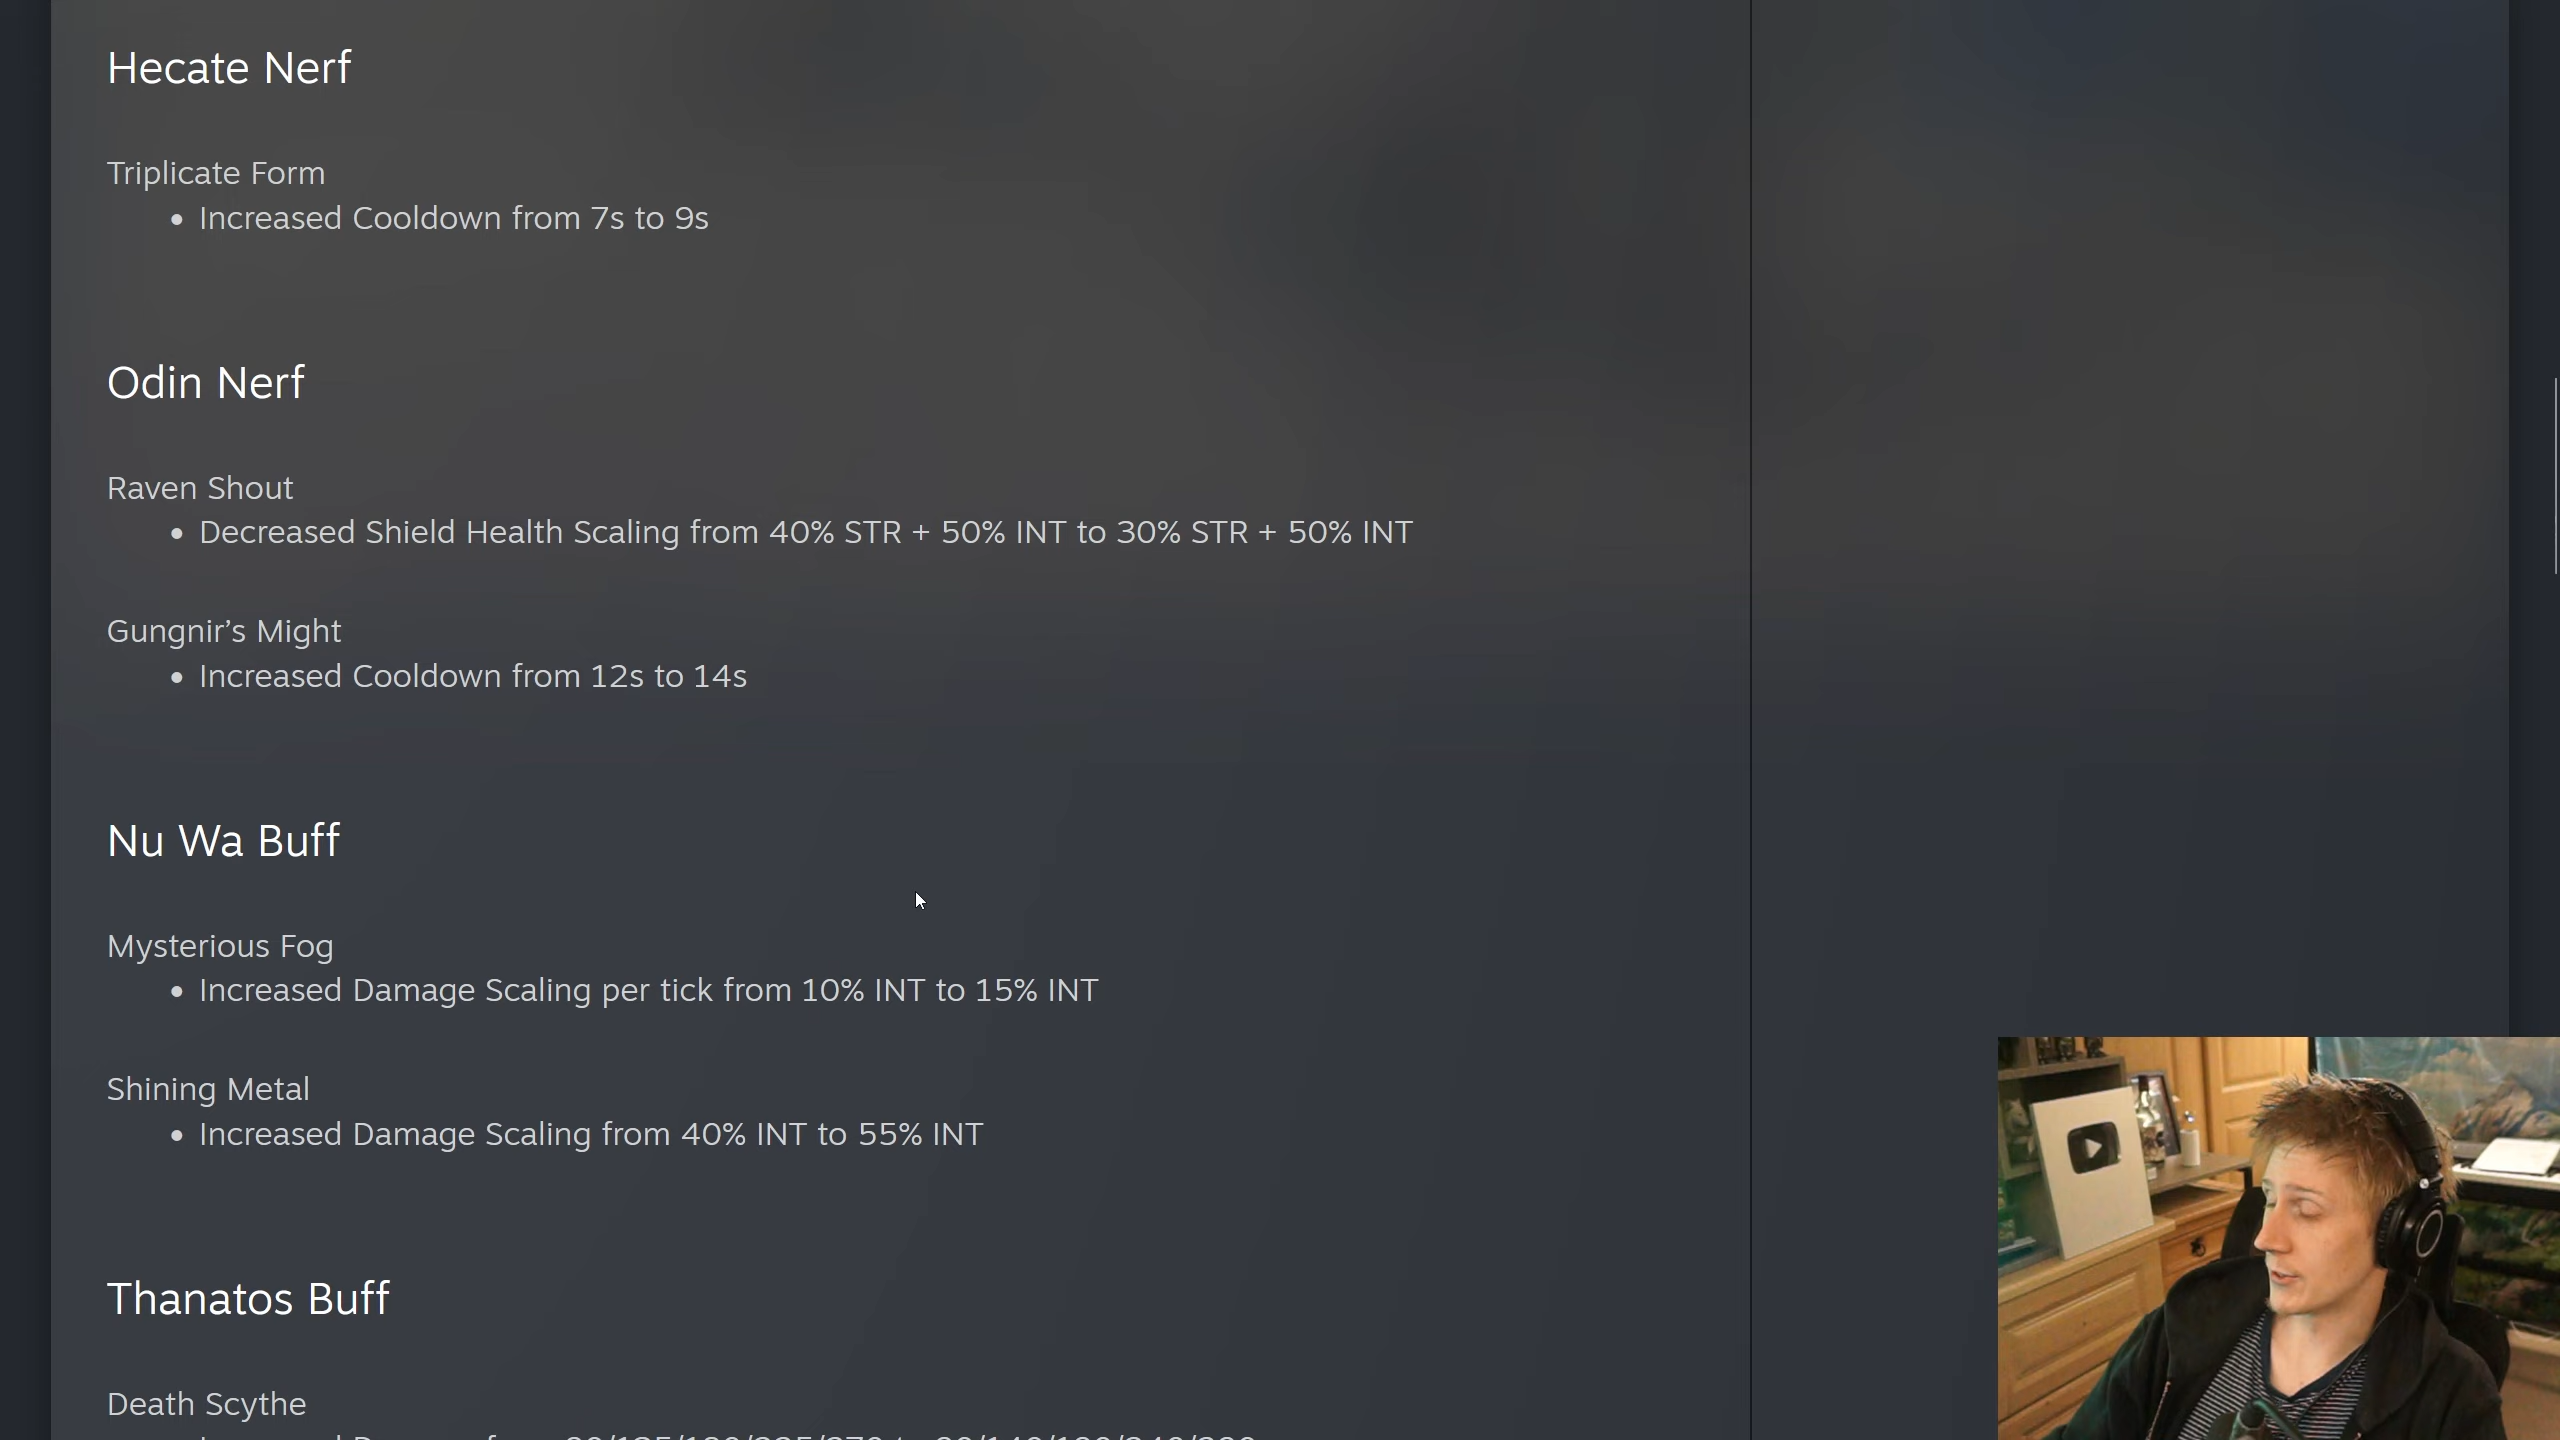 Hecate Nerf
Triplicate Form
• Increased Cooldown from 7s to 9s
Odin Nerf
Raven Shout
• Decreased Shield Health Scaling from 40% STR + 50% INT to 30% STR + 50% INT
Gungnir’s Might
• Increased Cooldown from 12s to 14s
Nu Wa Buff
Mysterious Fog
• Increased Damage Scaling per tick from 10% INT to 15% INT
Shining Metal
• Increased Damage Scaling from 40% INT to 55% INT
Thanatos Buff
Death Scythe